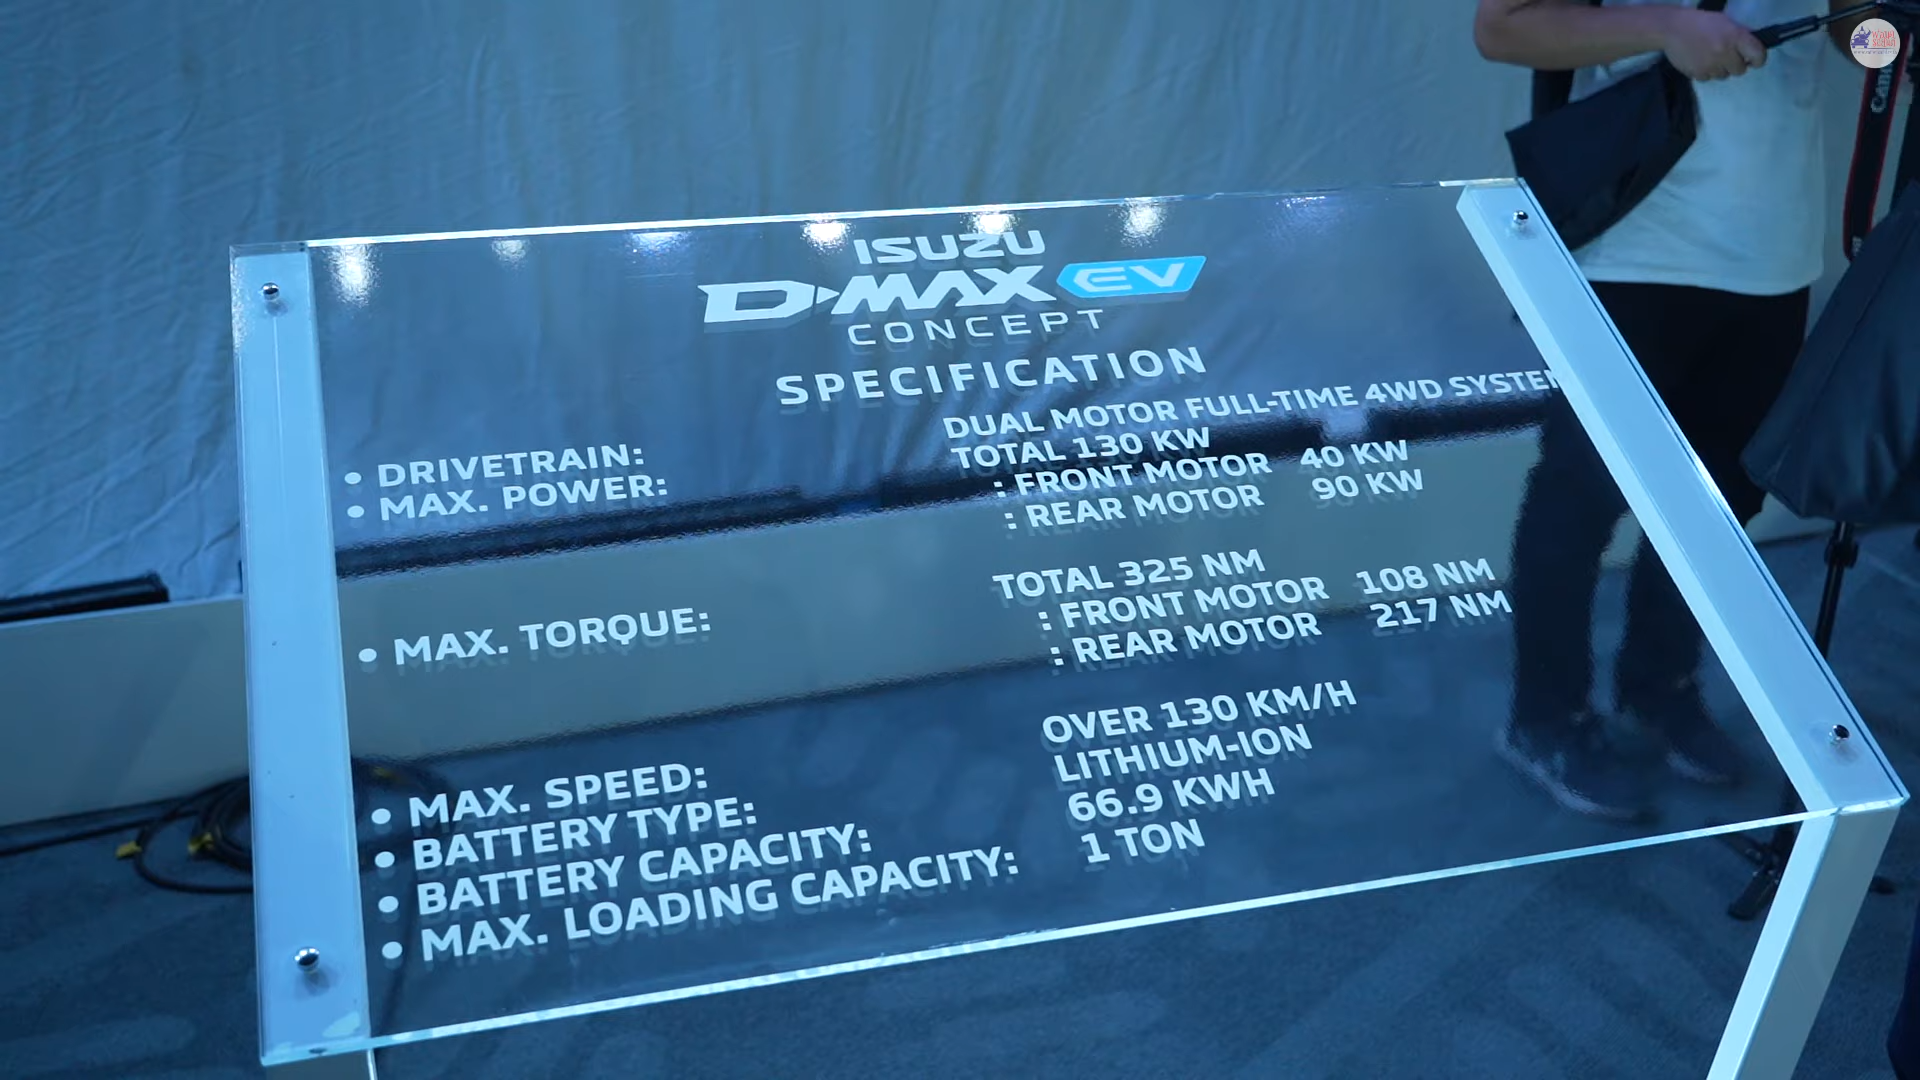 ISUZU
D-MAX EV
CONCEPT
SPECIFICATION
• DRIVETRAIN: DUAL MOTOR FULL-TIME 4WD SYSTEM
• MAX. POWER: TOTAL 130 KW
: FRONT MOTOR 40 KW
: REAR MOTOR 90 KW
• MAX. TORQUE: TOTAL 325 NM
: FRONT MOTOR 108 NM
: REAR MOTOR 217 NM
• MAX. SPEED: OVER 130 KM/H
• BATTERY TYPE: LITHIUM-ION
• BATTERY CAPACITY: 66.9 KWH
• MAX. LOADING CAPACITY: 1 TON